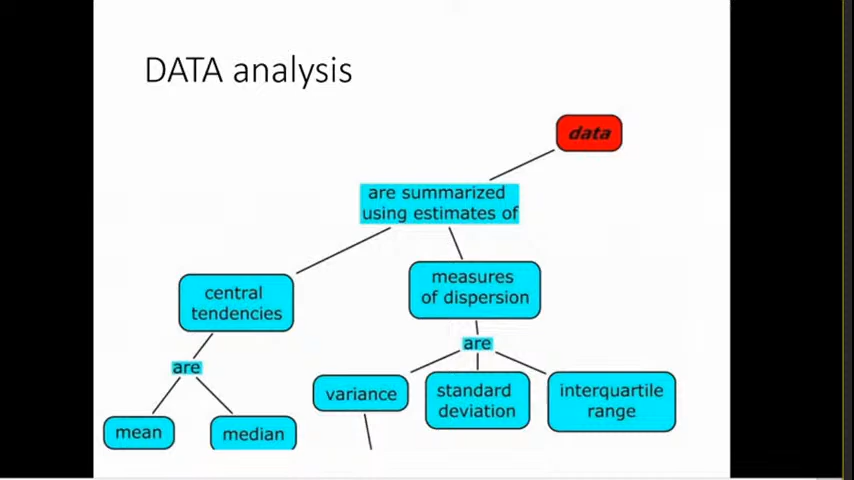 DATA analysis
data
are summarized
using estimates of
central
tendencies
measures
of dispersion
are
are
mean
median
variance
standard
deviation
interquartile
range